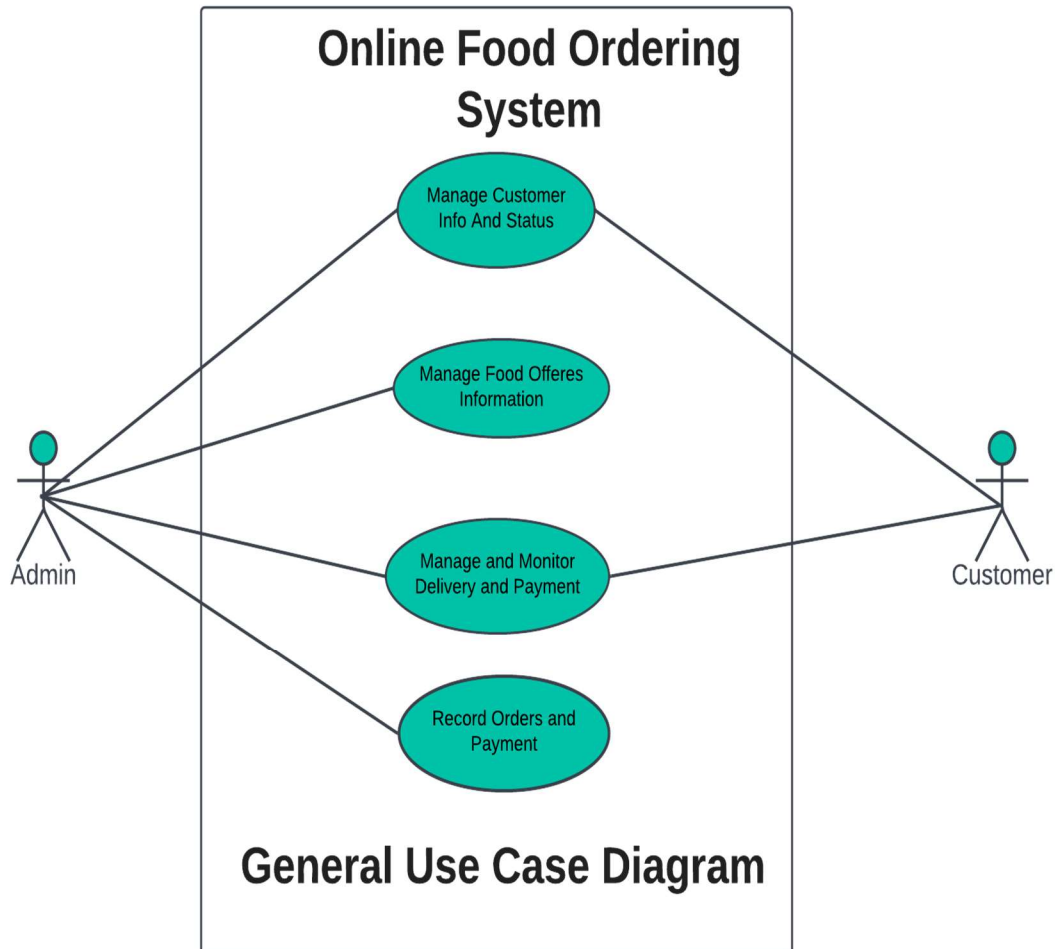 Online Food Ordering
System
Manage Customer
Info And Status
Manage Food Offeres
Information
Admin
Customer
Manage and Monitor
Delivery and Payment
Record Orders and
Payment
General Use Case Diagram